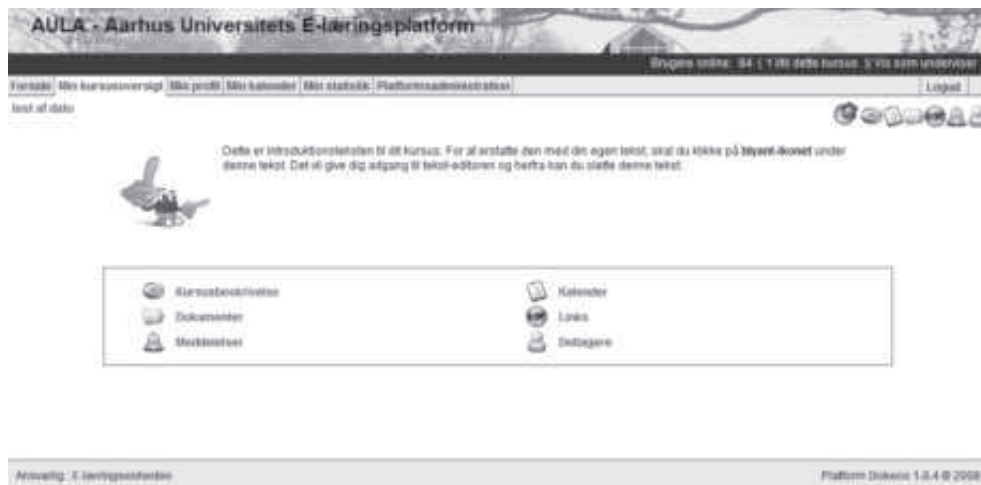 AULA - Aarhus Universitets E-læringsplatform
Brugere online: 84 ( 1 i dit dette kursus) Vis som underviser
Forside Min kursusoversigt Min profil Min kalender Min statistik Platformsadministration Logud
test af dato
Dette er introduktionsteksten til dit kursus. For at erstatte den med din egen tekst, skal du klikke på blyant-ikonet under
denne tekst. Det vil give dig adgang til tekst-editoren og herfra kan du slette denne tekst.
Kursusbeskrivelse Kalender
Dokumenter Links
Meddelelser Deltagere
Ansvarlig: E-læringsenheden Platform Dokeos 1.8.4 © 2008